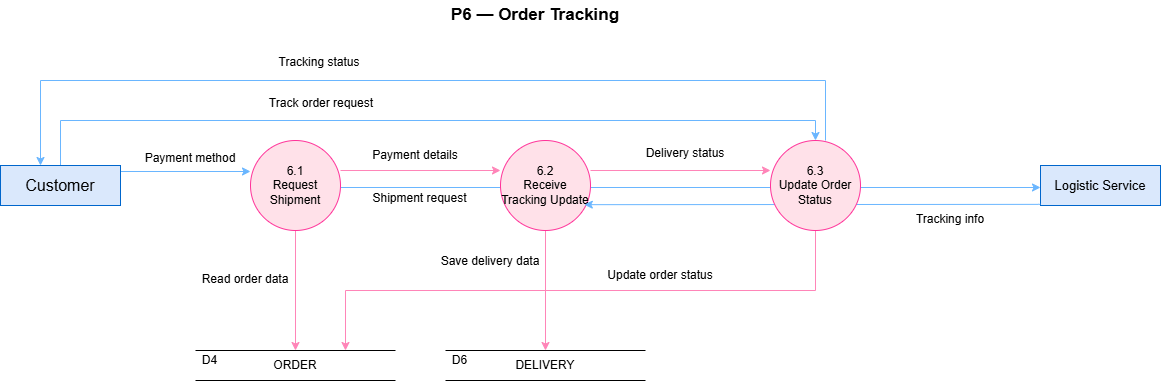 P6 — Order Tracking
Tracking status
Track order request
Payment method
Payment details
Delivery status
Customer
6.1
Request
Shipment
6.2
Receive
Tracking Update
6.3
Update Order
Status
Logistic Service
Shipment request
Tracking info
Read order data
Save delivery data
Update order status
D4
ORDER
D6
DELIVERY